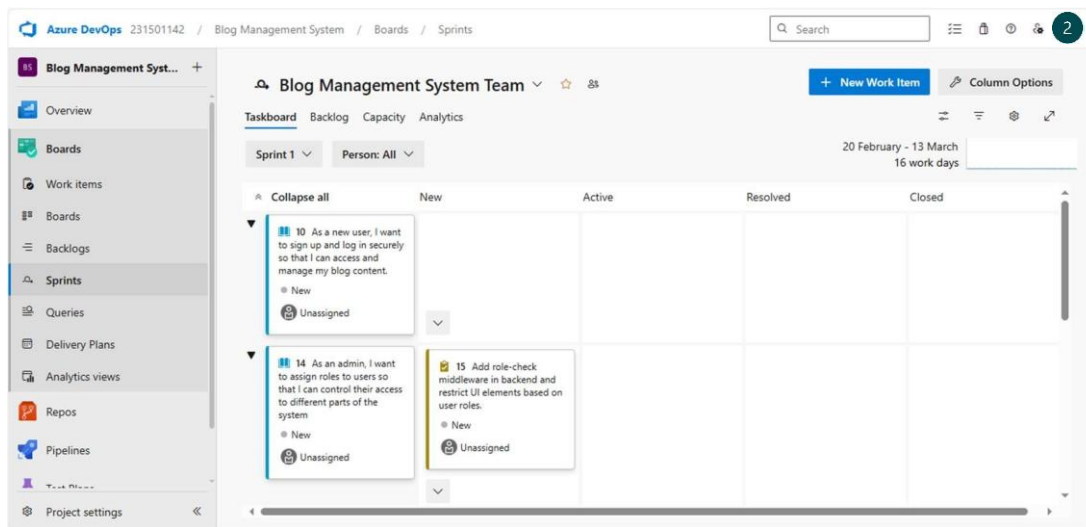 Azure DevOps 231501142 / Blog Management System / Boards / Sprints
Search
2
BS Blog Management Syst... +
Overview
Boards
Work items
Boards
Backlogs
Sprints
Queries
Delivery Plans
Analytics views
Repos
Pipelines
Test Plans
Project settings
Blog Management System Team
+ New Work Item
Column Options
Taskboard Backlog Capacity Analytics
Sprint 1
Person: All
20 February - 13 March
16 work days
Collapse all New Active Resolved Closed
10 As a new user, I want
to sign up and log in securely
so that I can access and
manage my blog content.
New
Unassigned
14 As an admin, I want
to assign roles to users so
that I can control their access
to different parts of the
system
New
Unassigned
15 Add role-check
middleware in backend and
restrict UI elements based on
user roles.
New
Unassigned